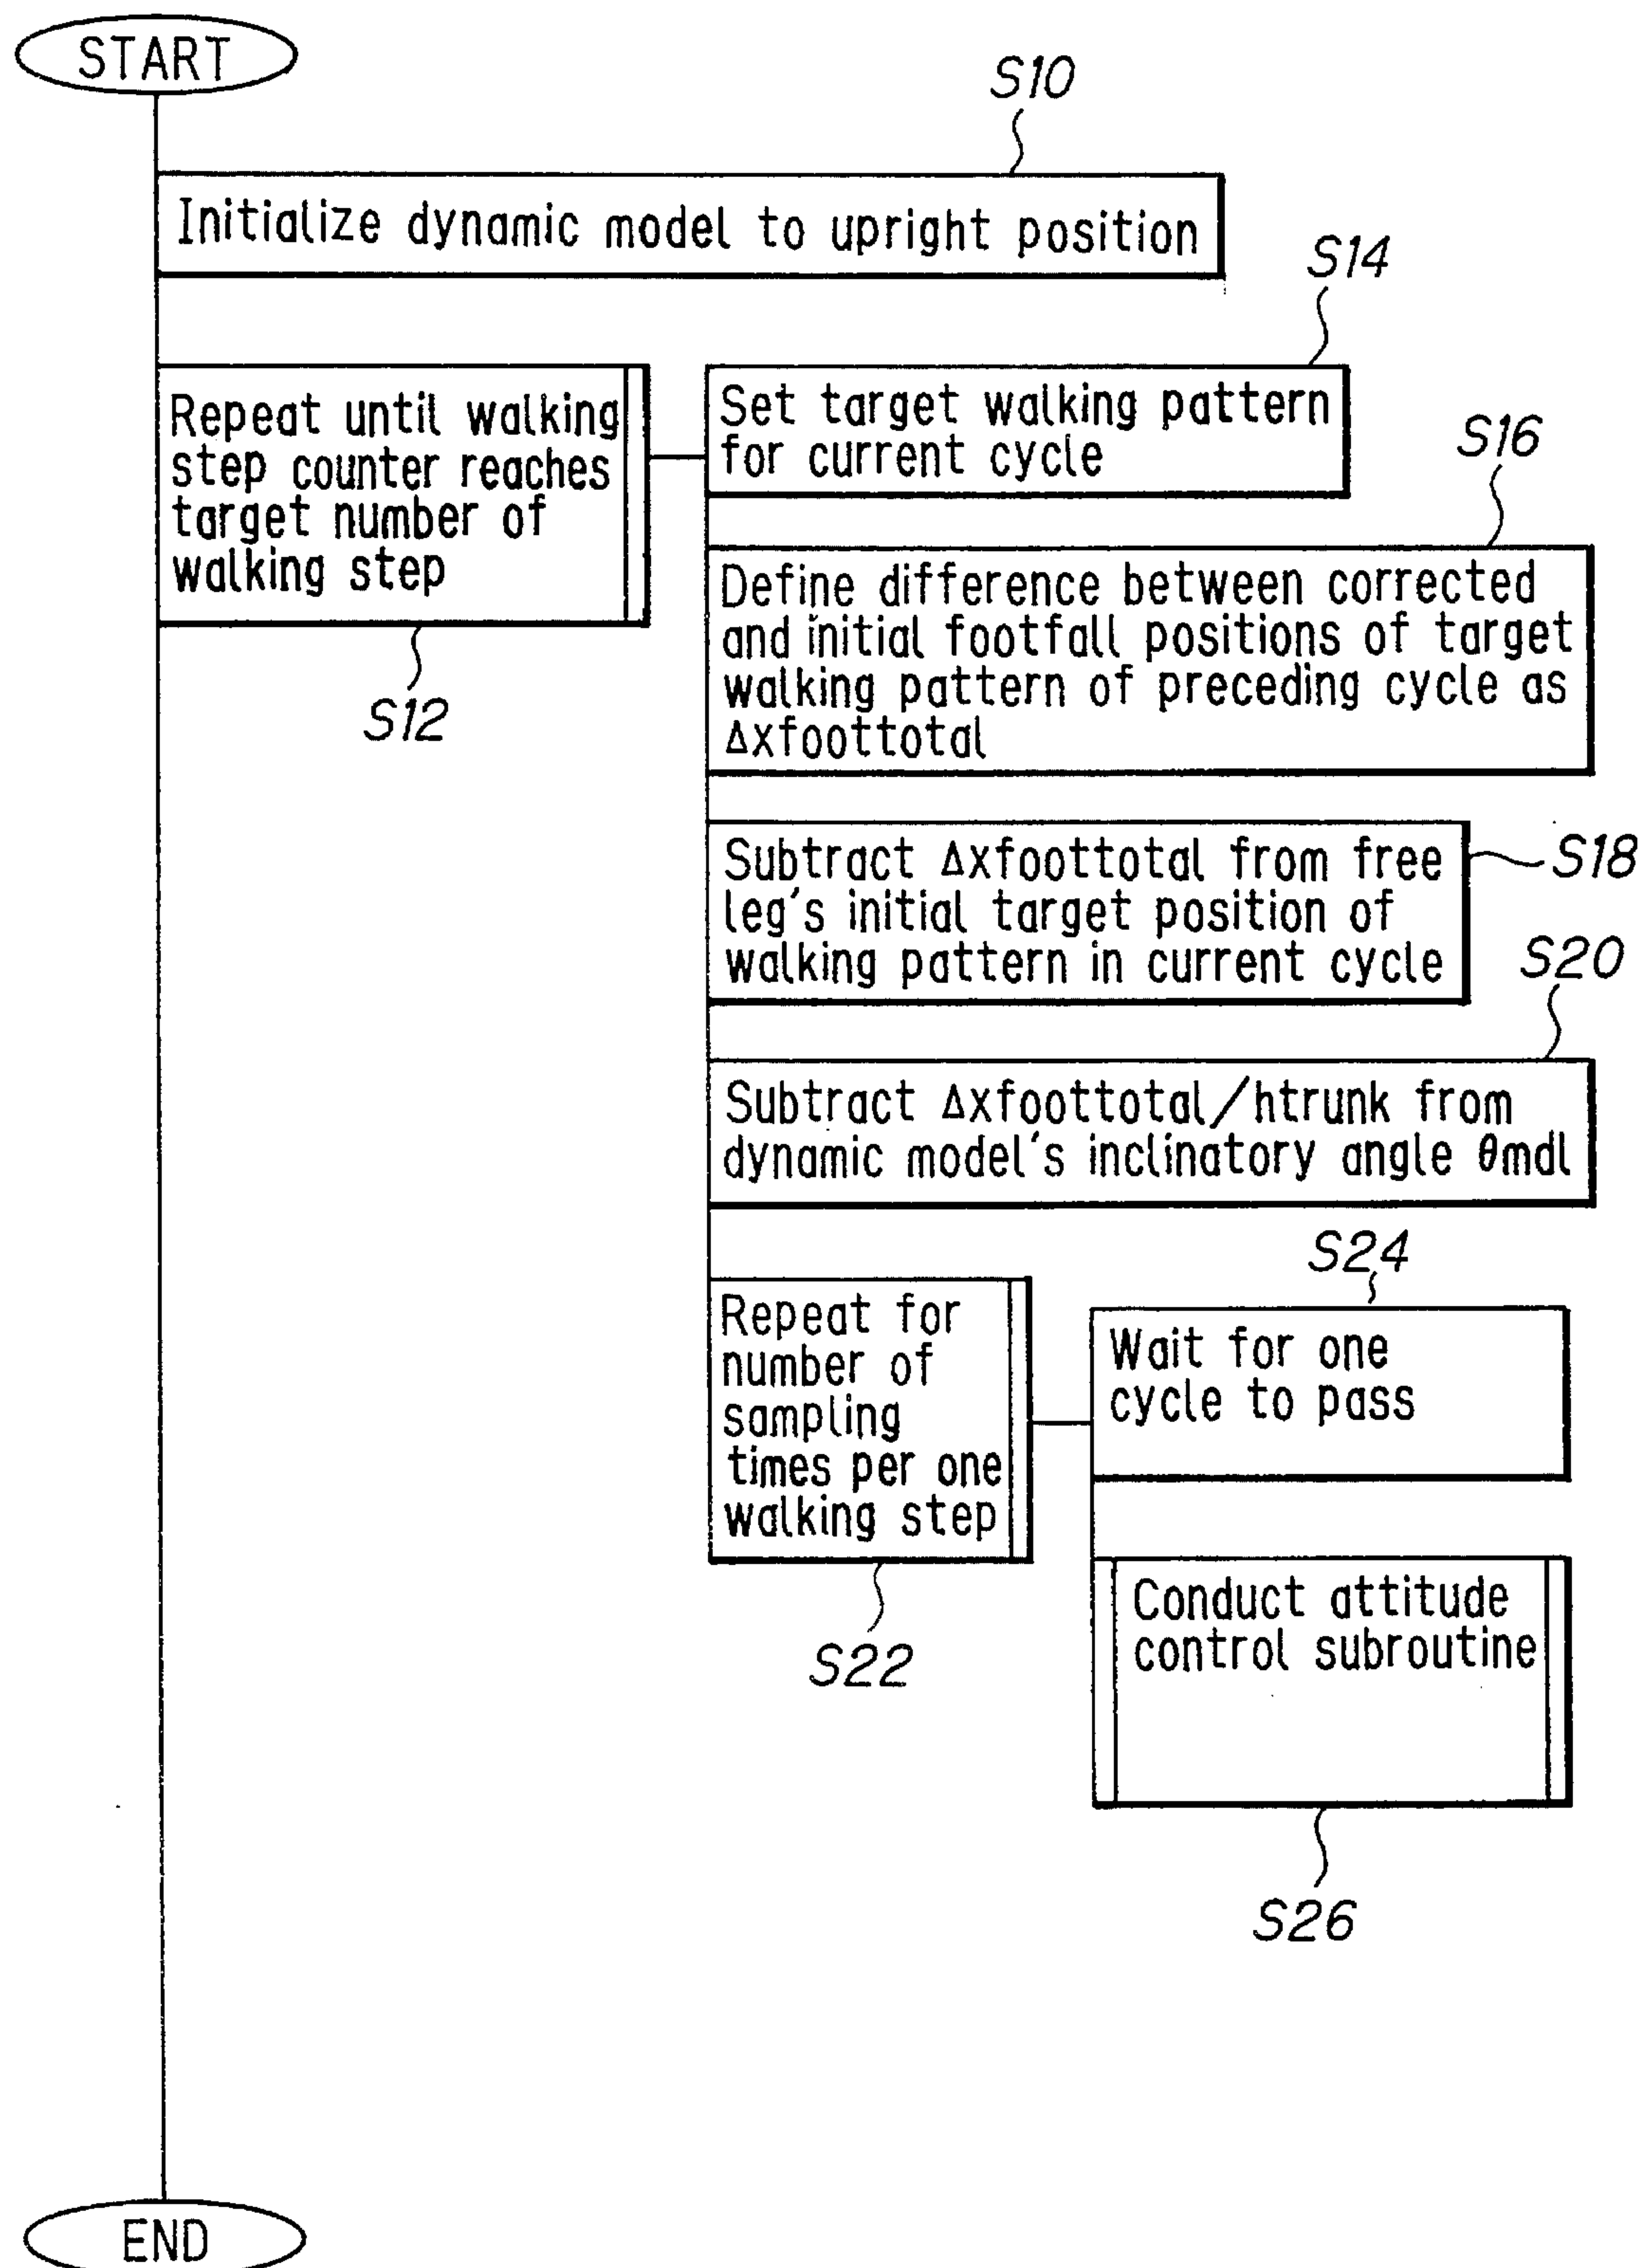 START
S10
Initialize dynamic model to upright position
S14
Repeat until walking
step counter reaches
target number of
walking step
S12
Set target walking pattern
for current cycle
S16
Define difference between corrected
and initial footfall positions of target
walking pattern of preceding cycle as
Δxfoottotal
Subtract Δxfoottotal from free
leg's initial target position of
walking pattern in current cycle
S18
S20
Subtract Δxfoottotal/htrunk from
dynamic model's inclinatory angle θmdl
Repeat for
number of
sampling
times per one
walking step
S22
S24
Wait for one
cycle to pass
Conduct attitude
control subroutine
S26
END